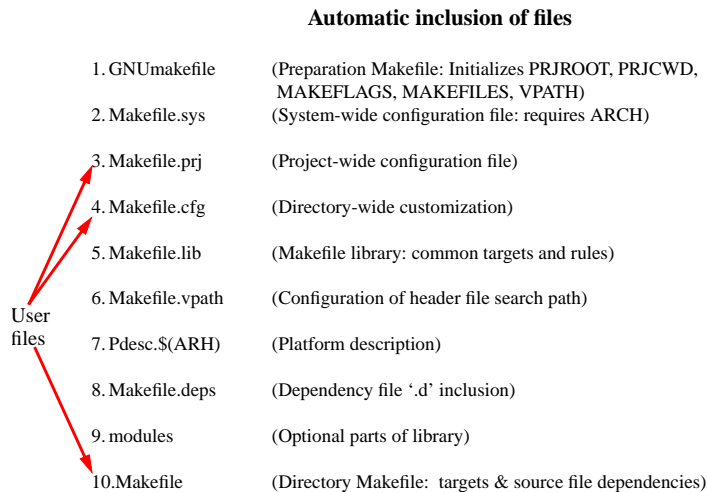 Automatic inclusion of files
1. GNUmakefile (Preparation Makefile: Initializes PRJROOT, PRJCWD,
MAKEFLAGS, MAKEFILES, VPATH)
2. Makefile.sys (System-wide configuration file: requires ARCH)
3. Makefile.prj (Project-wide configuration file)
4. Makefile.cfg (Directory-wide customization)
5. Makefile.lib (Makefile library: common targets and rules)
6. Makefile.vpath (Configuration of header file search path)
User
files
7. Pdesc.$(ARH) (Platform description)
8. Makefile.deps (Dependency file ‘.d’ inclusion)
9. modules (Optional parts of library)
10.Makefile (Directory Makefile: targets & source file dependencies)